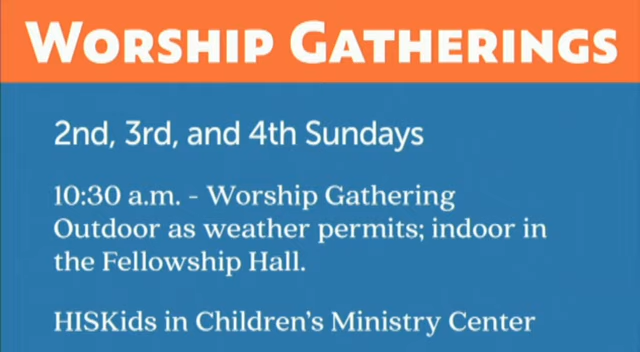 WORSHIP GATHERINGS
2nd, 3rd, and 4th Sundays
10:30 a.m. - Worship Gathering
Outdoor as weather permits; indoor in
the Fellowship Hall.
HISKids in Children's Ministry Center